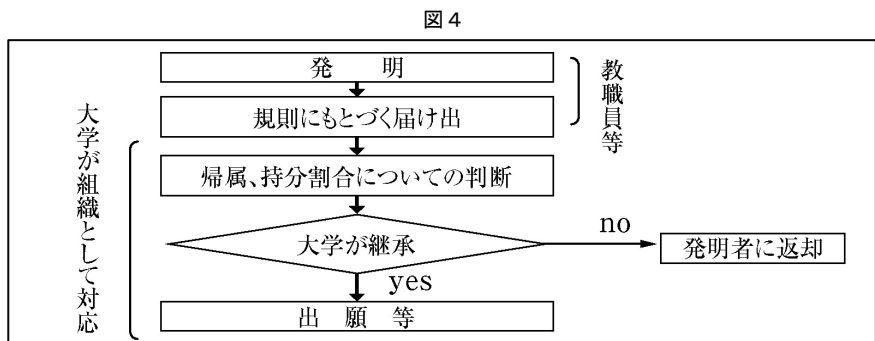 図4
発　明
規則にもとづく届け出
教職員等
大学が組織として対応
帰属、持分割合についての判断
大学が継承
no
発明者に返却
yes
出　願　等